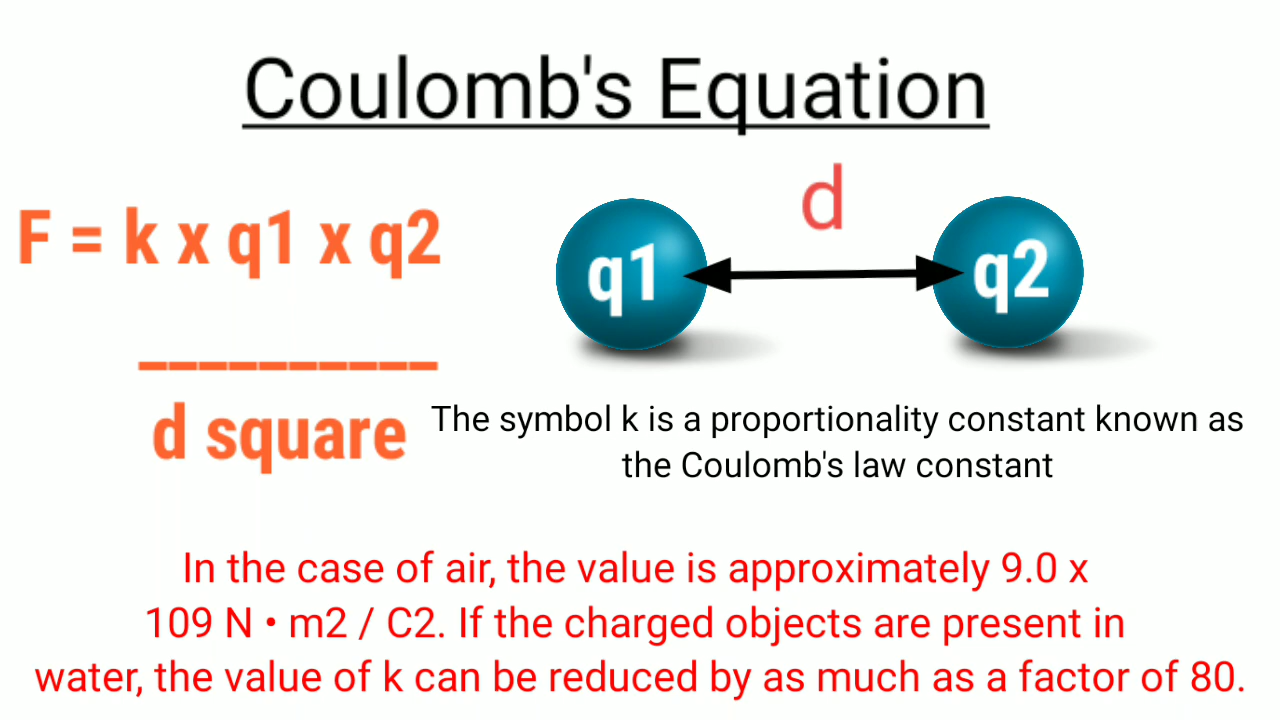 Coulomb's Equation
d
F = k x q1 x q2
q1
q2
__________
d square
The symbol k is a proportionality constant known as
the Coulomb's law constant
In the case of air, the value is approximately 9.0 x
109 N • m2 / C2. If the charged objects are present in
water, the value of k can be reduced by as much as a factor of 80.